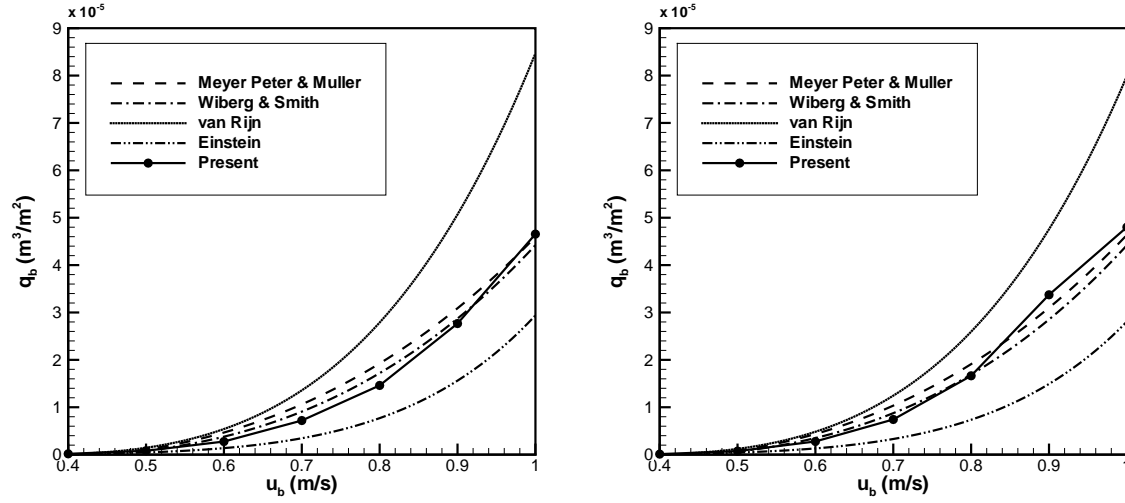 x 10⁻⁵
9
8
7
6
5
4
3
2
1
0
q_b (m³/m²)
Meyer Peter & Muller
Wiberg & Smith
van Rijn
Einstein
Present
0.4 0.5 0.6 0.7 0.8 0.9 1
u_b (m/s)
x 10⁻⁵
9
8
7
6
5
4
3
2
1
0
q_b (m³/m²)
Meyer Peter & Muller
Wiberg & Smith
van Rijn
Einstein
Present
0.4 0.5 0.6 0.7 0.8 0.9 1
u_b (m/s)